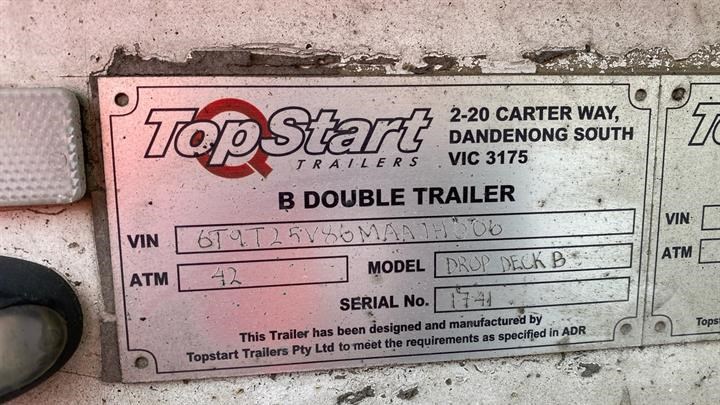 TopStart
TRAILERS
2-20 CARTER WAY,
DANDENONG SOUTH
VIC 3175
B DOUBLE TRAILER
VIN
ATM 42
MODEL DROP DECK B
SERIAL No. 1741
This Trailer has been designed and manufactured by
Topstart Trailers Pty Ltd to meet the requirements as specified in ADR
VIN
ATM